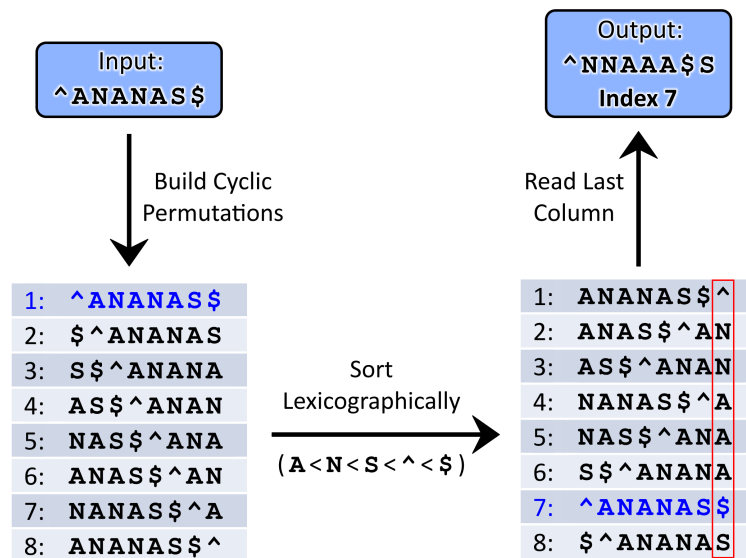 Input:
^ANANAS$
Output:
^NNAAA$S
Index 7
Build Cyclic
Permutations
Read Last
Column
1: ^ANANAS$
2: $^ANANAS
3: S$^ANANA
4: AS$^ANAN
5: NAS$^ANA
6: ANAS$^AN
7: NANAS$^A
8: ANANAS$^
Sort
Lexicographically
(A<N<S<^<$)
1: ANANAS$^
2: ANAS$^AN
3: AS$^ANAN
4: NANAS$^A
5: NAS$^ANA
6: S$^ANANA
7: ^ANANAS$
8: $^ANANAS